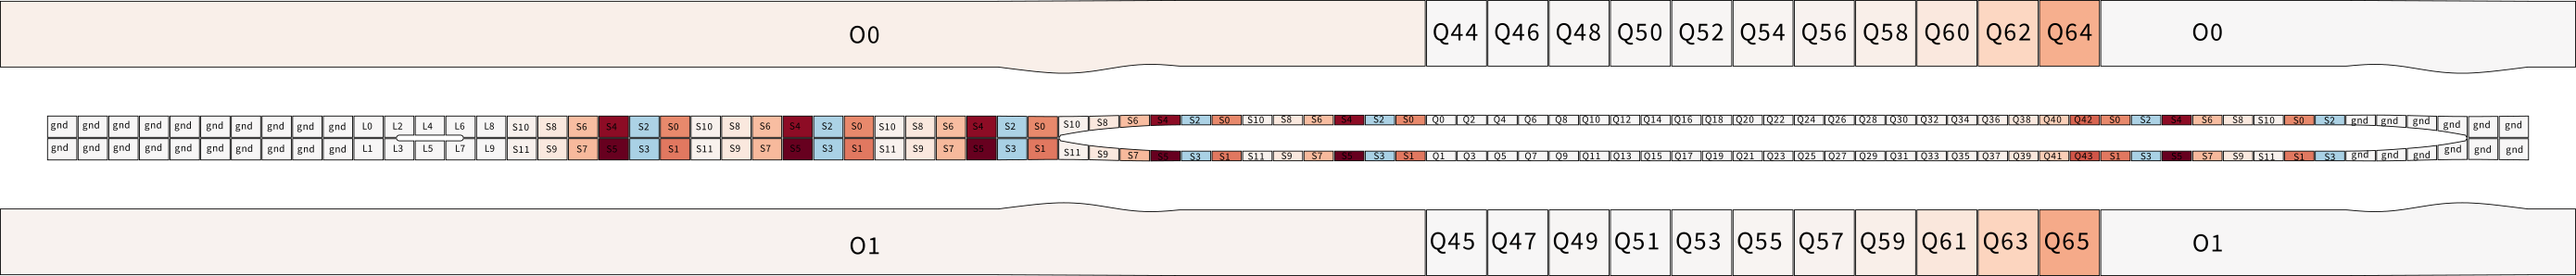 O0 Q44 Q46 Q48 Q50 Q52 Q54 Q56 Q58 Q60 Q62 Q64 O0
gnd gnd gnd gnd gnd gnd gnd gnd gnd gnd L0 L2 L4 L6 L8 S10 S8 S6 S4 S2 S0 S10 S8 S6 S4 S2 S0 S10 S8 S6 S4 S2 S0 S10 S8 S6 S4 S2 S0 S10 S8 S6 S4 S2 S0 Q0 Q2 Q4 Q6 Q8 Q10 Q12 Q14 Q16 Q18 Q20 Q22 Q24 Q26 Q28 Q30 Q32 Q34 Q36 Q38 Q40 Q42 S0 S2 S4 S6 S8 S10 S0 S2 gnd gnd gnd gnd gnd gnd
gnd gnd gnd gnd gnd gnd gnd gnd gnd gnd L1 L3 L5 L7 L9 S11 S9 S7 S5 S3 S1 S11 S9 S7 S5 S3 S1 S11 S9 S7 S5 S3 S1 S11 S9 S7 S5 S3 S1 S11 S9 S7 S5 S3 S1 Q1 Q3 Q5 Q7 Q9 Q11 Q13 Q15 Q17 Q19 Q21 Q23 Q25 Q27 Q29 Q31 Q33 Q35 Q37 Q39 Q41 Q43 S1 S3 S5 S7 S9 S11 S1 S3 gnd gnd gnd gnd gnd gnd
O1 Q45 Q47 Q49 Q51 Q53 Q55 Q57 Q59 Q61 Q63 Q65 O1